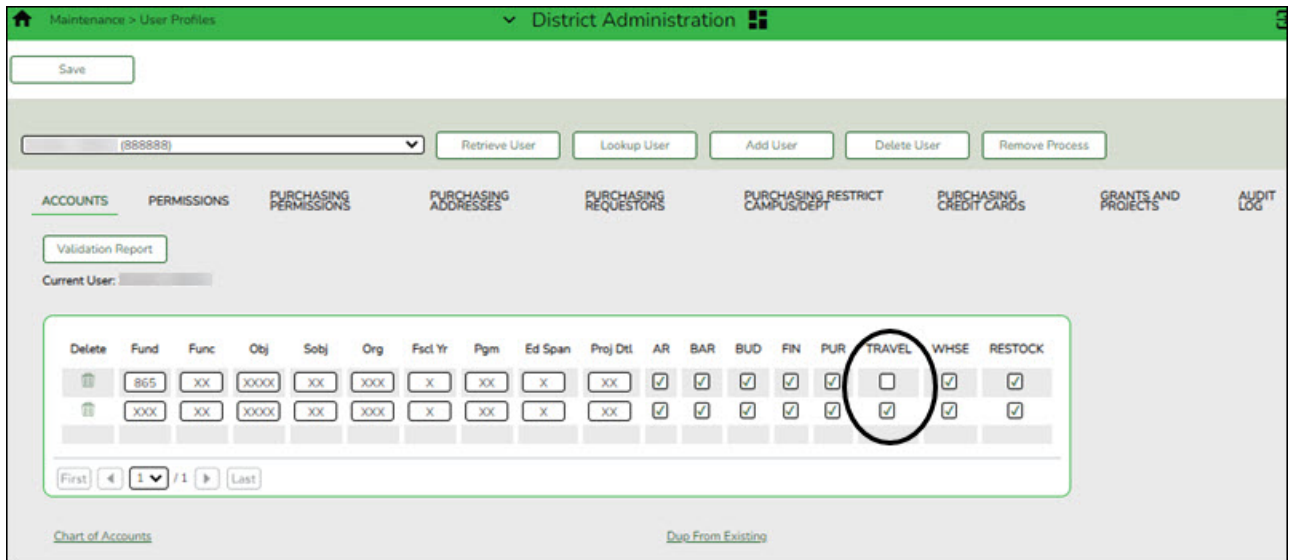 Maintenance > User Profiles
District Administration
Save
(888888)
Retrieve User
Lookup User
Add User
Delete User
Remove Process
ACCOUNTS
PERMISSIONS
PURCHASING PERMISSIONS
PURCHASING ADDRESSES
PURCHASING REQUESTORS
PURCHASING RESTRICT CAMPUS/DEPT
PURCHASING CREDIT CARDS
GRANTS AND PROJECTS
AUDIT LOG
Validation Report
Current User:
Delete Fund Func Obj Sobj Org Fscl Yr Pgm Ed Span Proj Dtl AR BAR BUD FIN PUR TRAVEL WHSE RESTOCK
865 XX XXXX XX XXX X XX X XX
XXX XX XXXX XX XXX X XX X XX
First 1 / 1 Last
Chart of Accounts
Dup From Existing